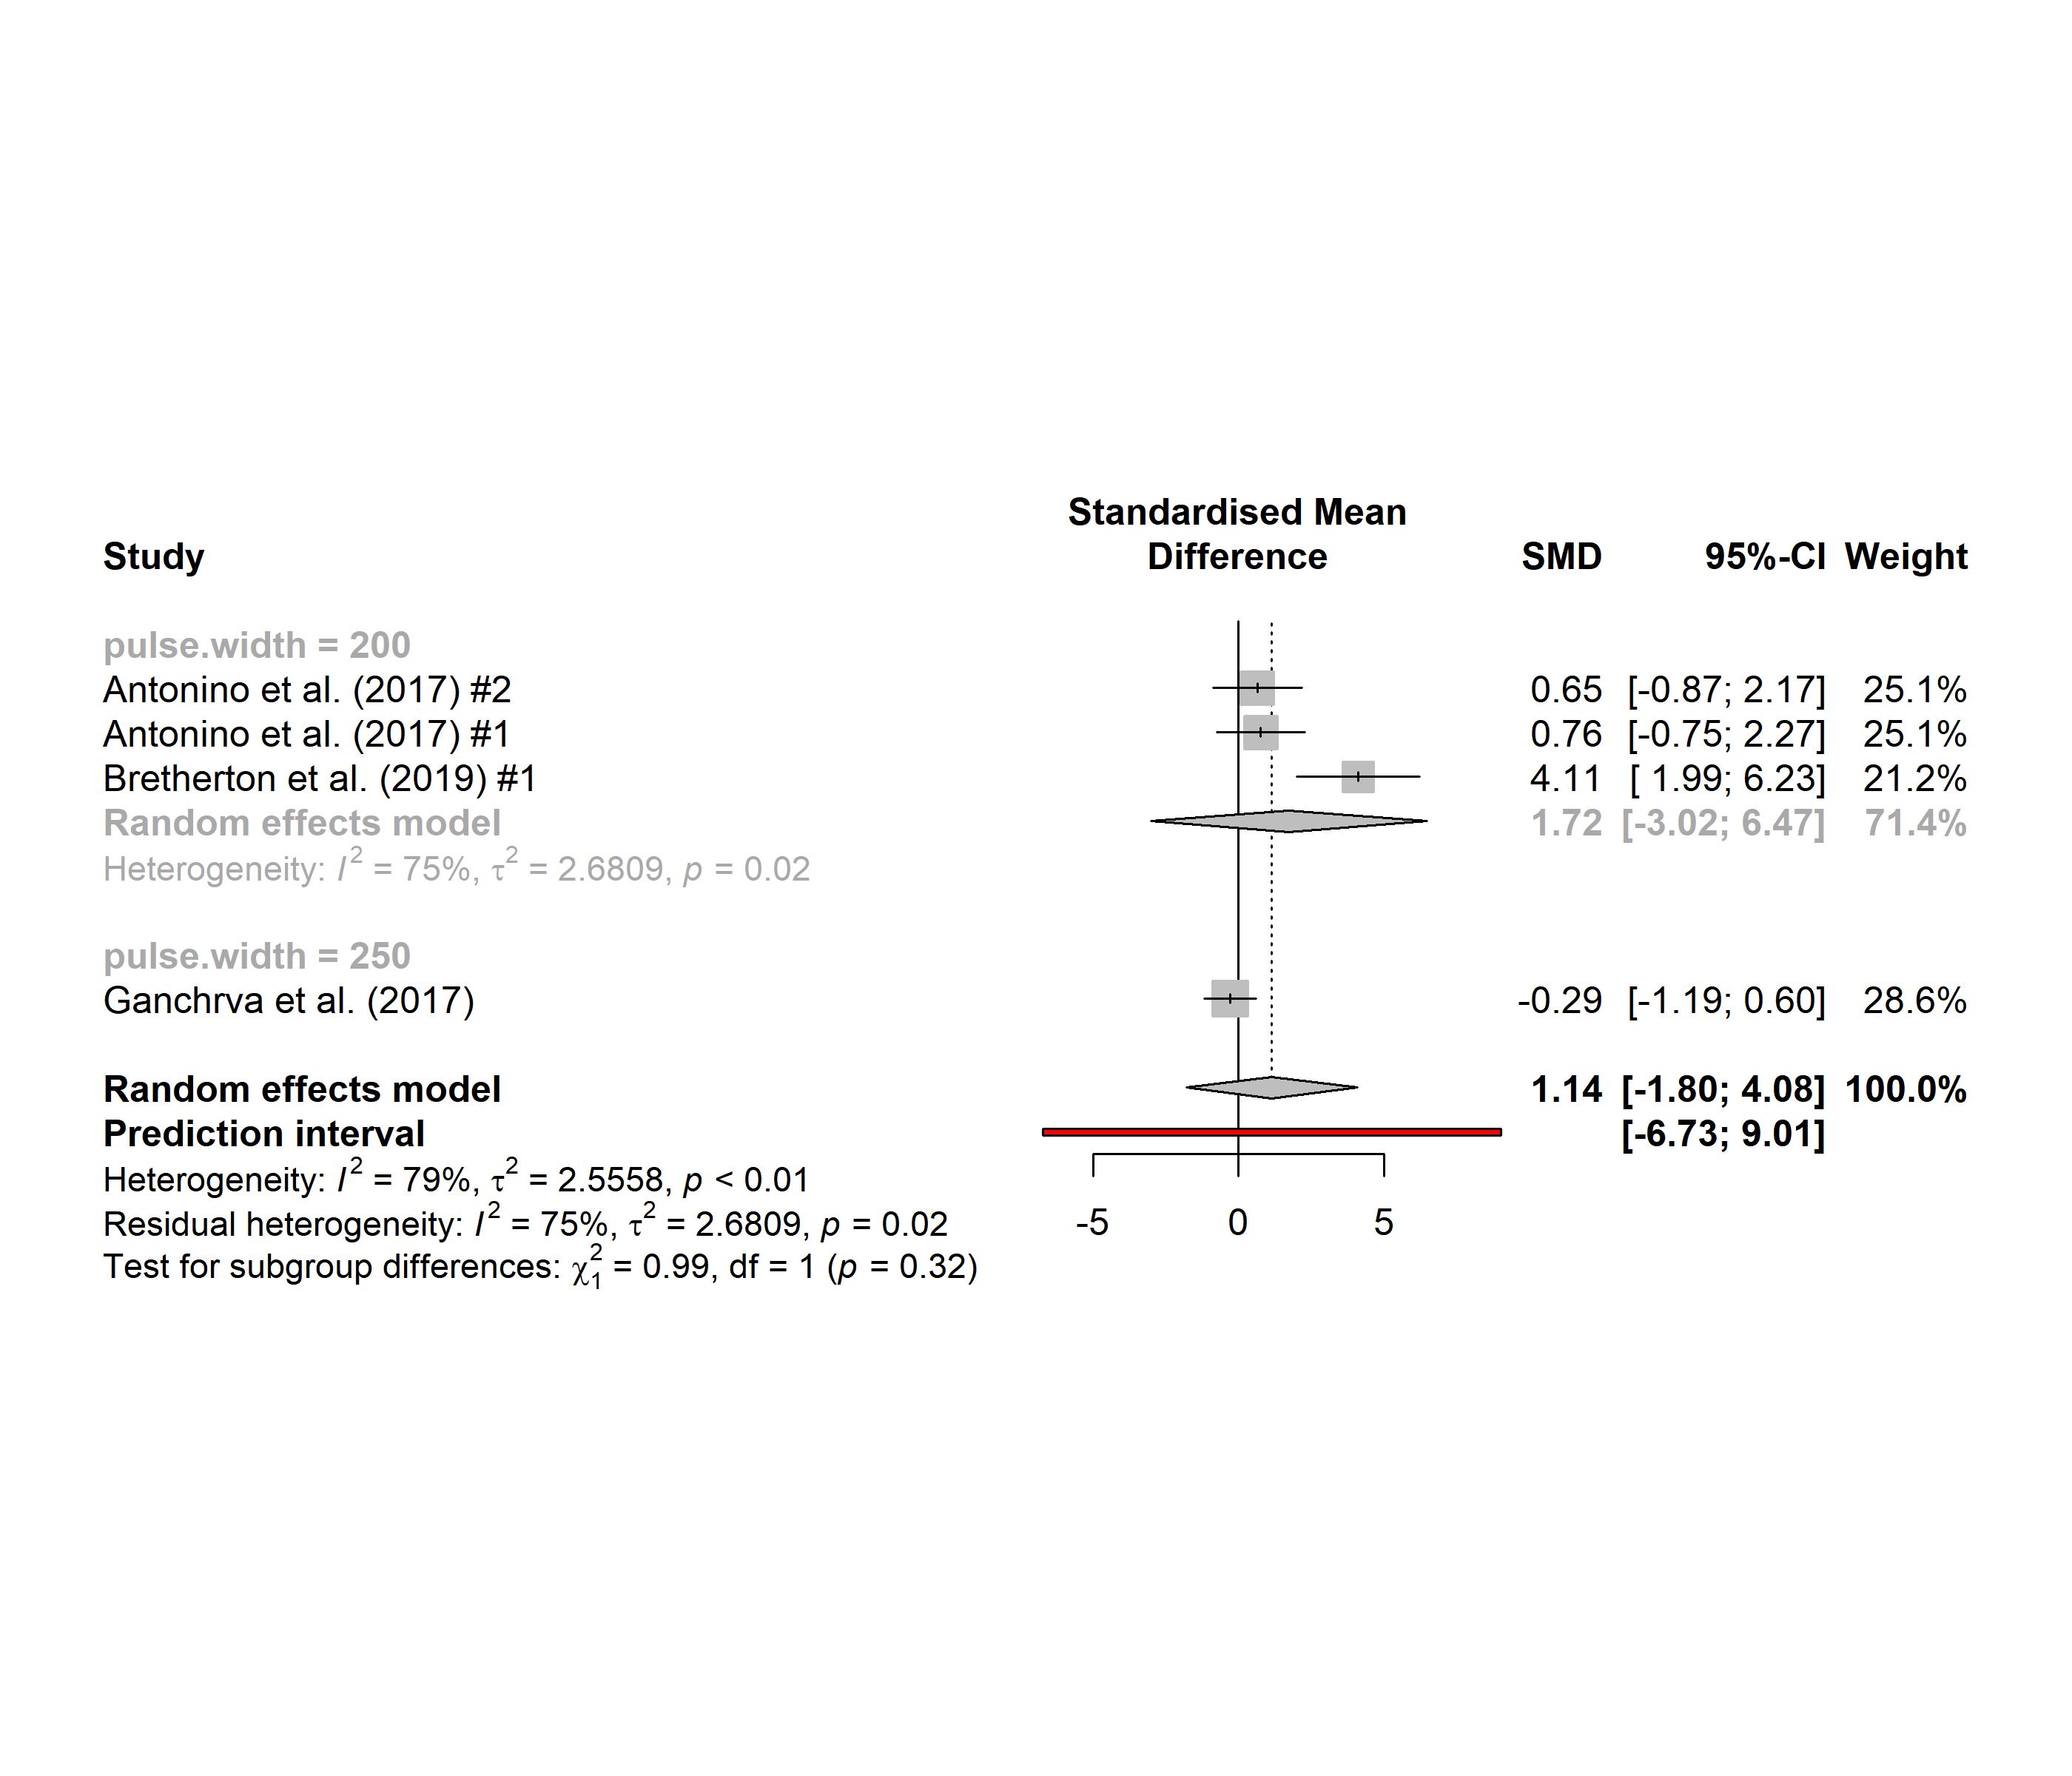 Standardised Mean
Study Difference SMD 95%-CI Weight
pulse.width = 200
Antonino et al. (2017) #2 0.65 [-0.87; 2.17] 25.1%
Antonino et al. (2017) #1 0.76 [-0.75; 2.27] 25.1%
Bretherton et al. (2019) #1 4.11 [ 1.99; 6.23] 21.2%
Random effects model 1.72 [-3.02; 6.47] 71.4%
Heterogeneity: I² = 75%, τ² = 2.6809, p = 0.02
pulse.width = 250
Ganchrva et al. (2017) -0.29 [-1.19; 0.60] 28.6%
Random effects model 1.14 [-1.80; 4.08] 100.0%
Prediction interval [-6.73; 9.01]
Heterogeneity: I² = 79%, τ² = 2.5558, p < 0.01
Residual heterogeneity: I² = 75%, τ² = 2.6809, p = 0.02
-5 0 5
Test for subgroup differences: χ²₁ = 0.99, df = 1 (p = 0.32)